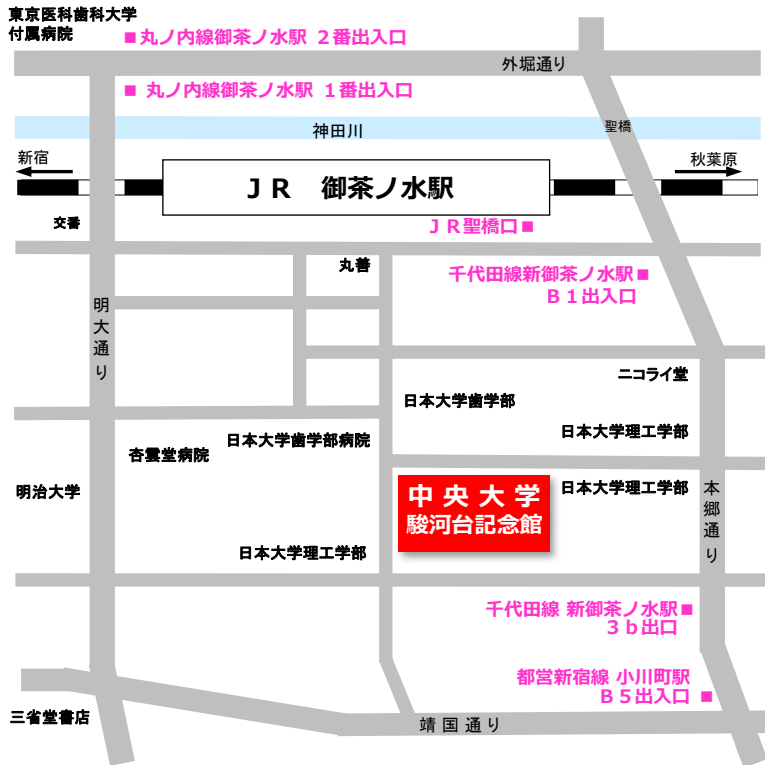 東京医科歯科大学
付属病院
■丸ノ内線御茶ノ水駅 ２番出入口
外堀通り
■ 丸ノ内線御茶ノ水駅 １番出入口
神田川
聖橋
新宿
秋葉原
ＪＲ 御茶ノ水駅
交番
ＪＲ聖橋口■
丸善
千代田線新御茶ノ水駅■
Ｂ１出入口
明大通り
ニコライ堂
日本大学歯学部
日本大学理工学部
日本大学歯学部病院
杏雲堂病院
明治大学
中央大学
駿河台記念館
日本大学理工学部
本郷通り
日本大学理工学部
千代田線 新御茶ノ水駅■
３ｂ出口
都営新宿線 小川町駅
Ｂ５出入口 ■
三省堂書店
靖国通り